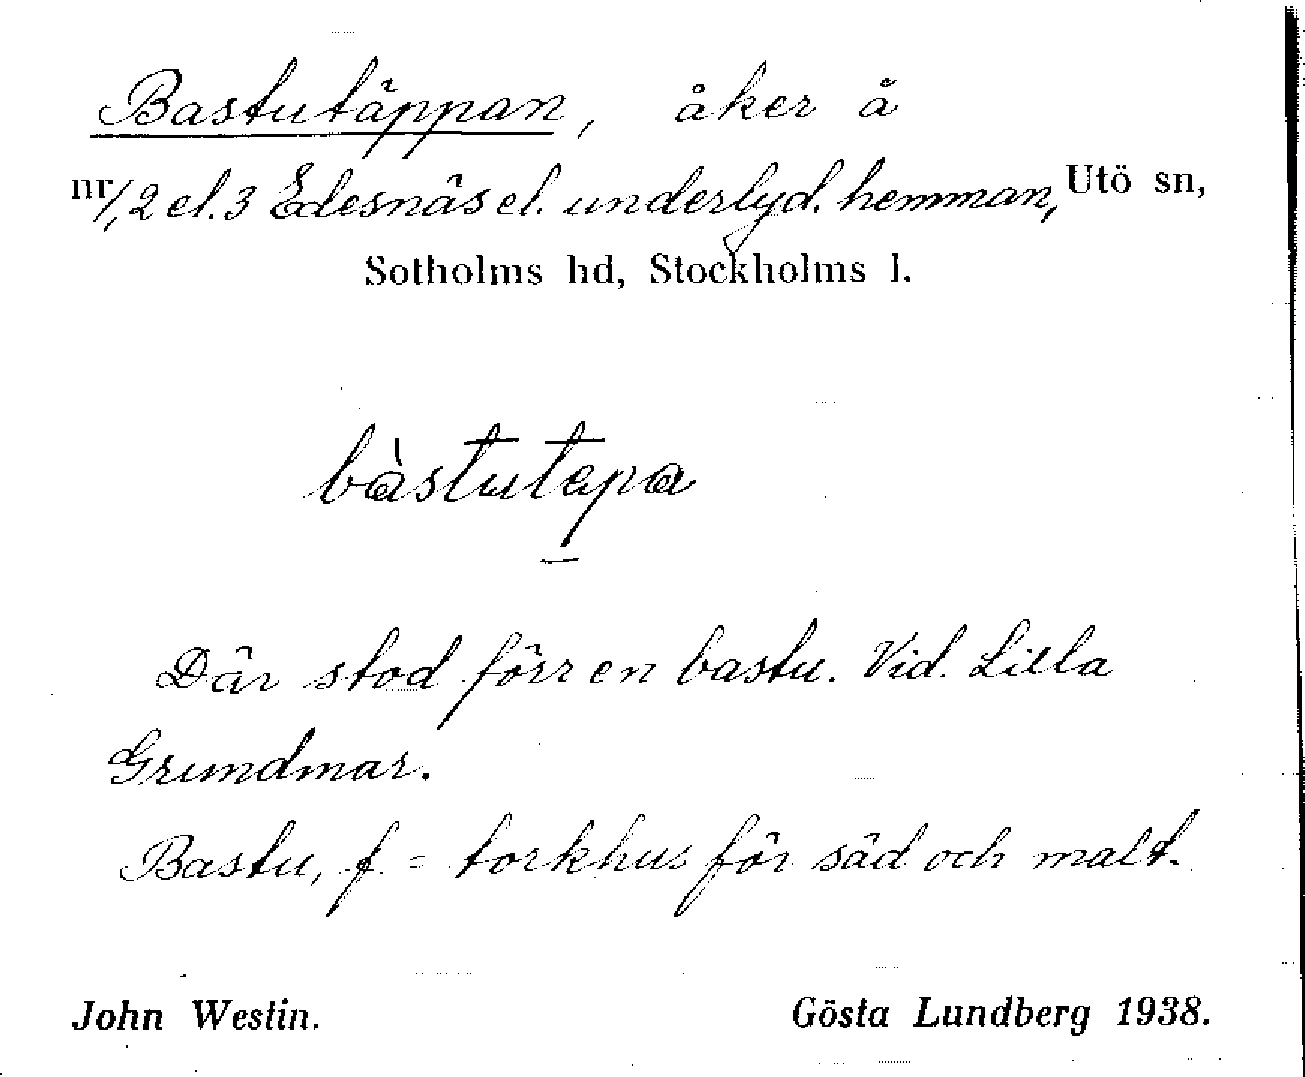 Bastutäppan, åker å
nr 1, 2 el. 3 Edesnäs el. underlyd. hemman, Utö sn,
Sotholms hd, Stockholms l.
bàstutepa
Där stod förr en bastu. Vid Lilla
Grundmar.
Bastu, f. = torkhus för säd och malt.
John Westin. Gösta Lundberg 1938.